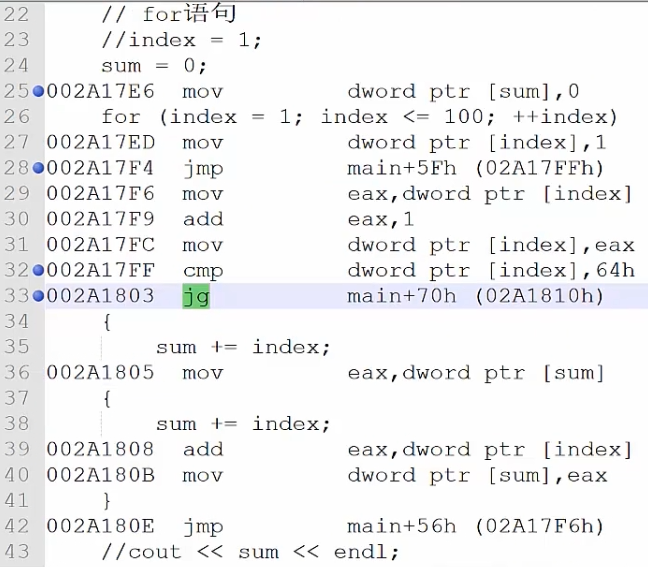 22 // for语句
23 //index = 1;
24 sum = 0;
25 002A17E6 mov dword ptr [sum],0
26 for (index = 1; index <= 100; ++index)
27 002A17ED mov dword ptr [index],1
28 002A17F4 jmp main+5Fh (02A17FFh)
29 002A17F6 mov eax,dword ptr [index]
30 002A17F9 add eax,1
31 002A17FC mov dword ptr [index],eax
32 002A17FF cmp dword ptr [index],64h
33 002A1803 jg main+70h (02A1810h)
34 {
35 sum += index;
36 002A1805 mov eax,dword ptr [sum]
37 {
38 sum += index;
39 002A1808 add eax,dword ptr [index]
40 002A180B mov dword ptr [sum],eax
41 }
42 002A180E jmp main+56h (02A17F6h)
43 //cout << sum << endl;